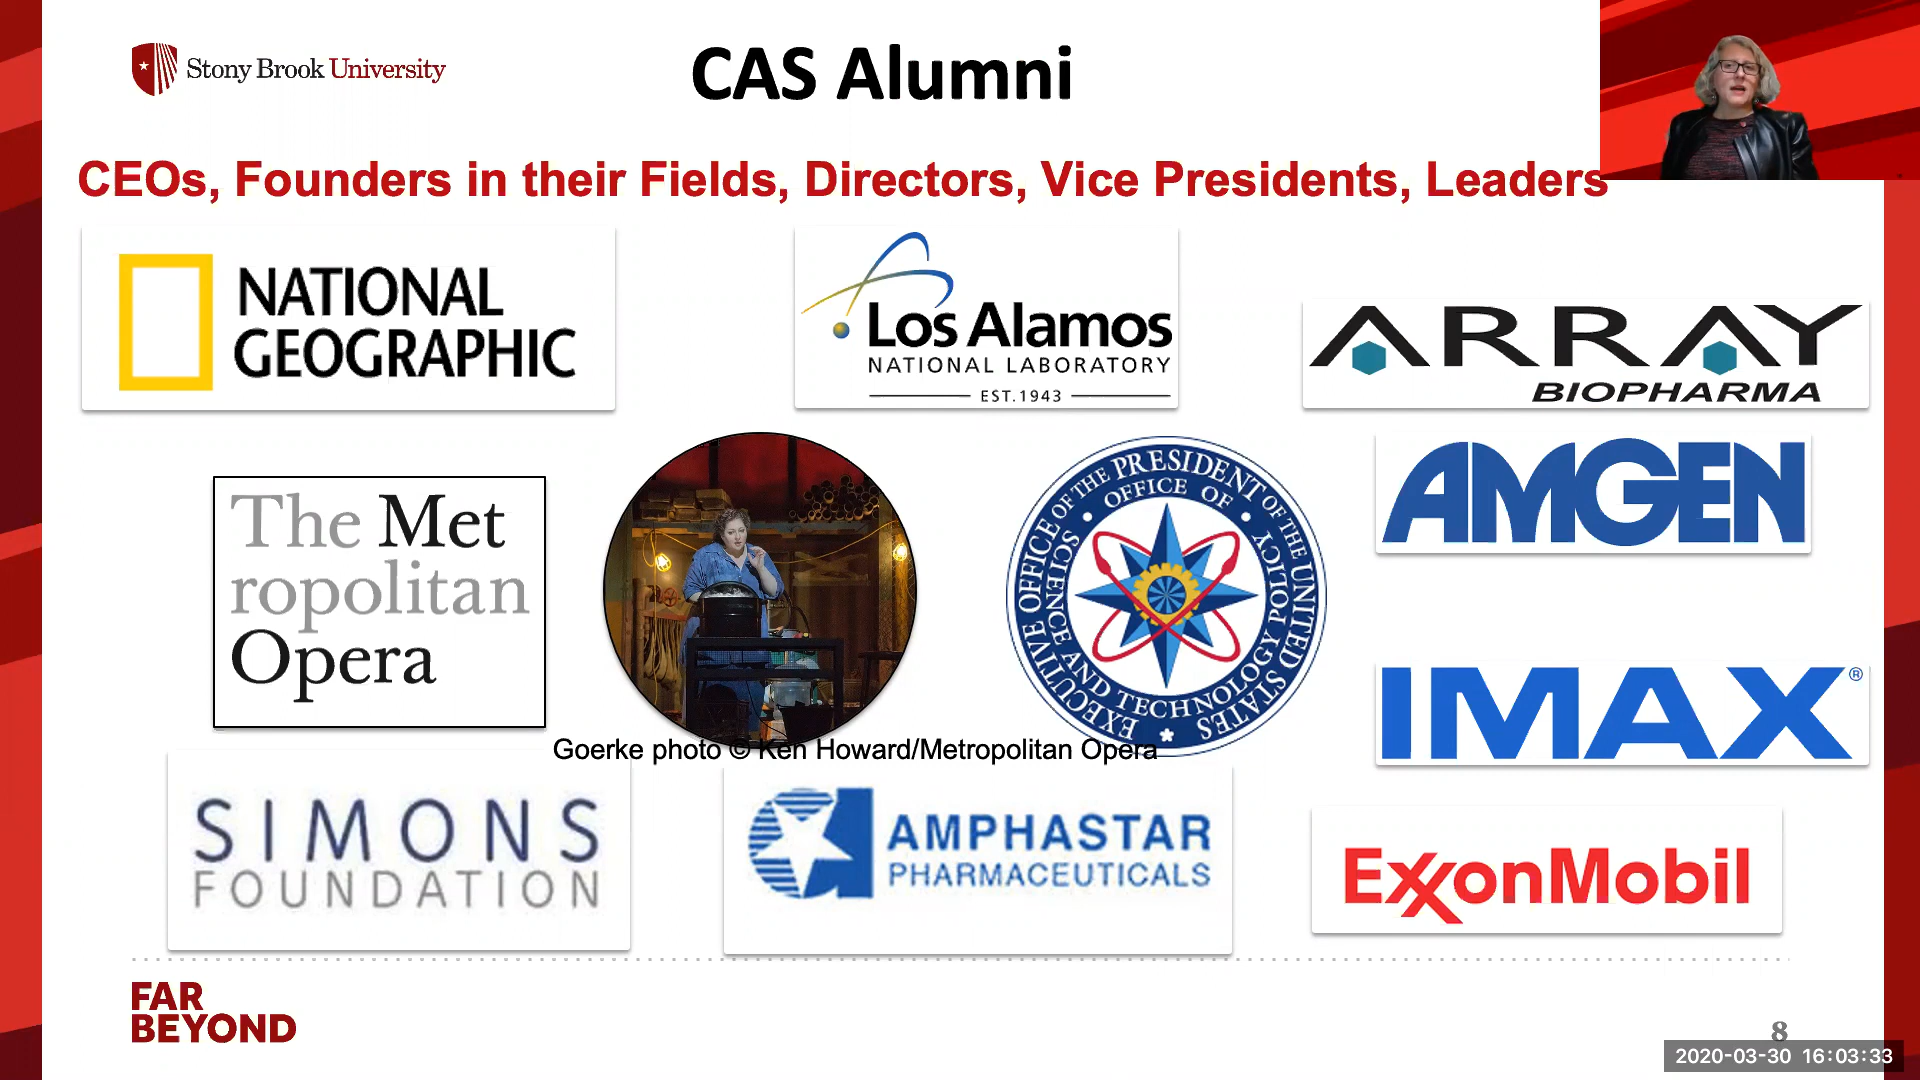 Stony Brook University
CAS Alumni
CEOs, Founders in their Fields, Directors, Vice Presidents, Leaders
NATIONAL
GEOGRAPHIC
Los Alamos
NATIONAL LABORATORY
EST.1943
ARRAY
BIOPHARMA
The Met
ropolitan
Opera
EXECUTIVE OFFICE OF THE PRESIDENT OF THE UNITED STATES
OFFICE OF
SCIENCE AND TECHNOLOGY POLICY
AMGEN
IMAX®
Goerke photo © Ken Howard/Metropolitan Opera
SIMONS
FOUNDATION
AMPHASTAR
PHARMACEUTICALS
ExxonMobil
FAR
BEYOND
8
2020-03-30 16:03:33